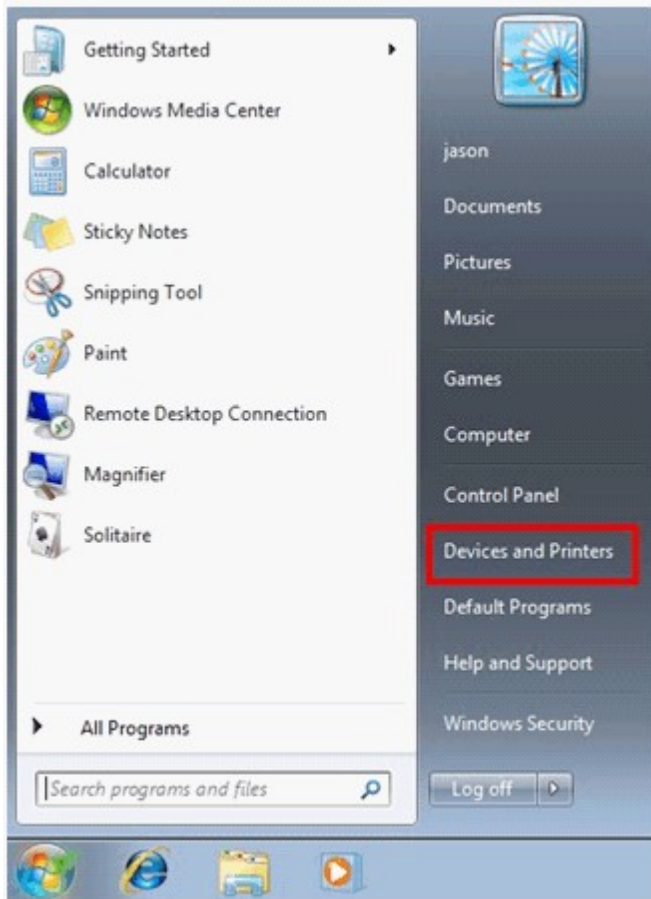 Getting Started
Windows Media Center
Calculator
Sticky Notes
Snipping Tool
Paint
Remote Desktop Connection
Magnifier
Solitaire
All Programs
Search programs and files
jason
Documents
Pictures
Music
Games
Computer
Control Panel
Devices and Printers
Default Programs
Help and Support
Windows Security
Log off